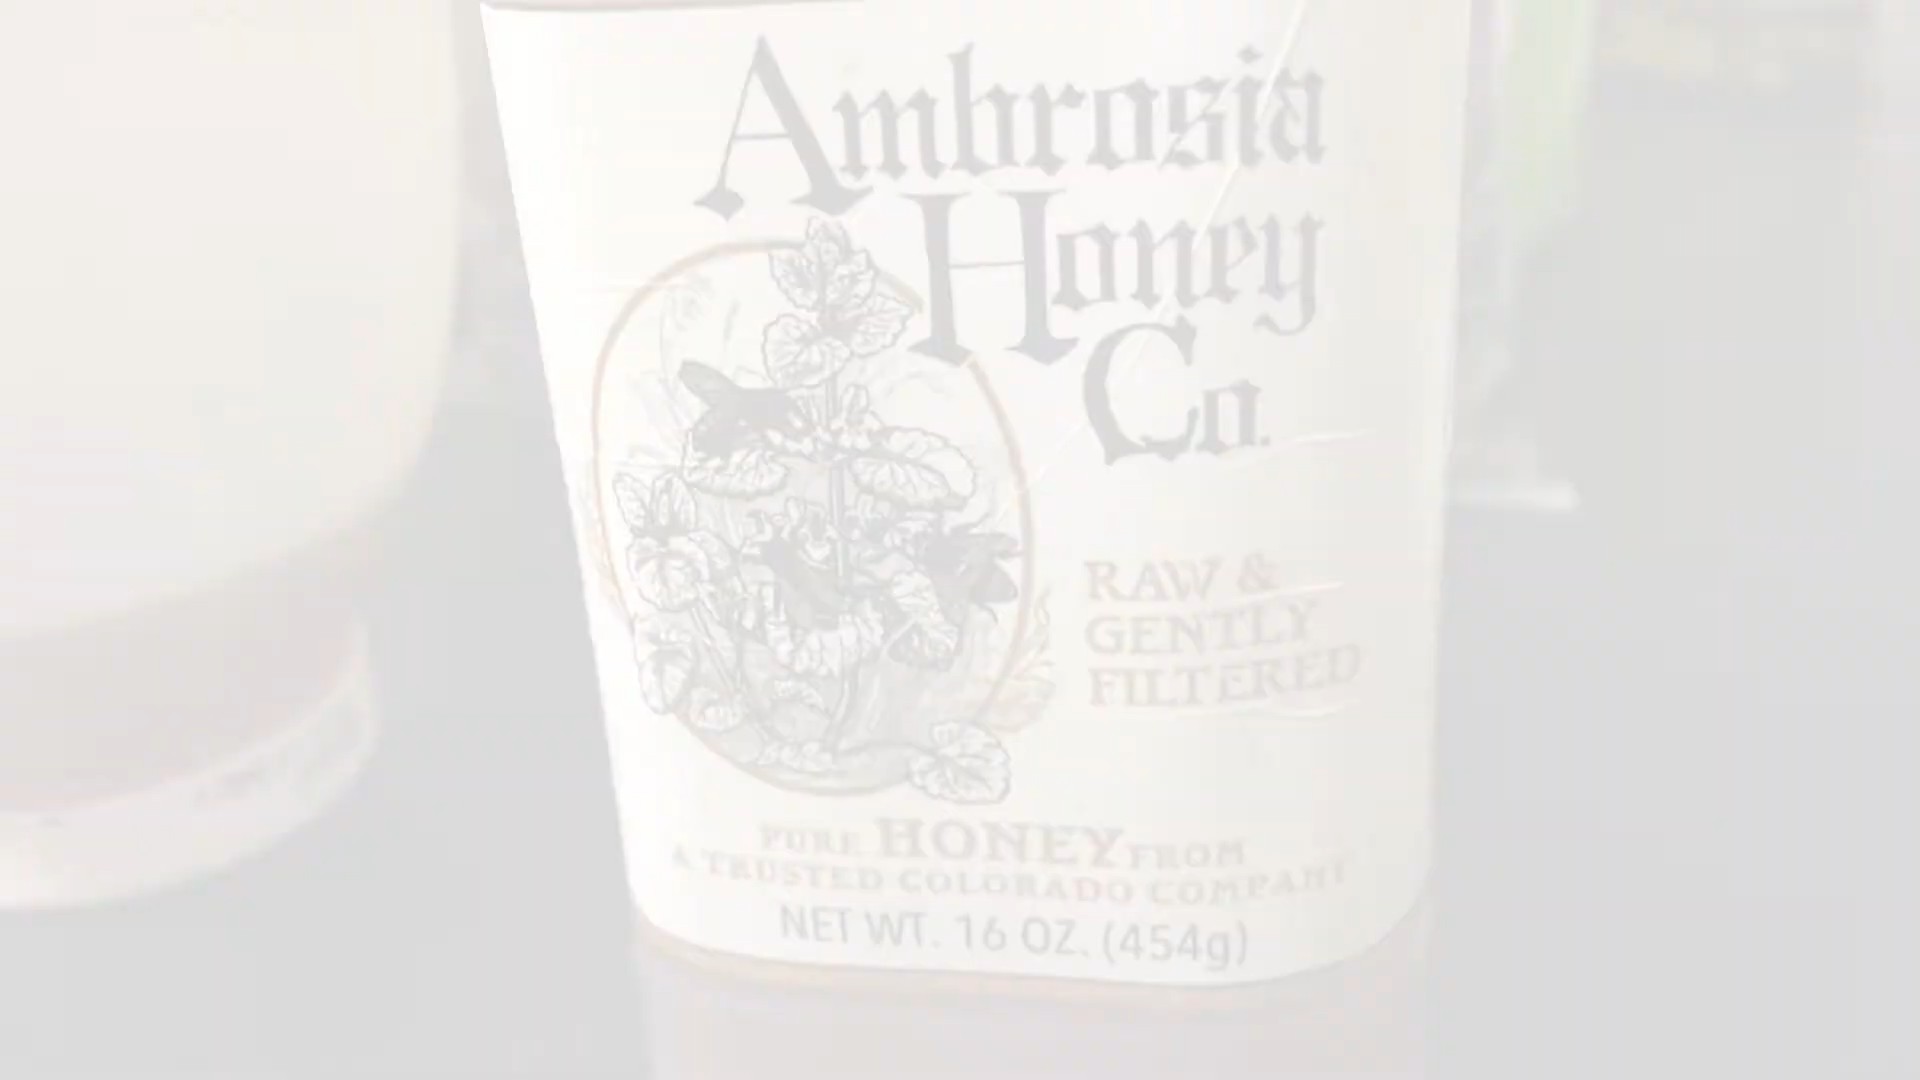 Ambrosia
Honey
Co.
RAW &
GENTLY
FILTERED
PURE HONEY FROM
A TRUSTED COLORADO COMPANY
NET WT. 16 OZ. (454g)